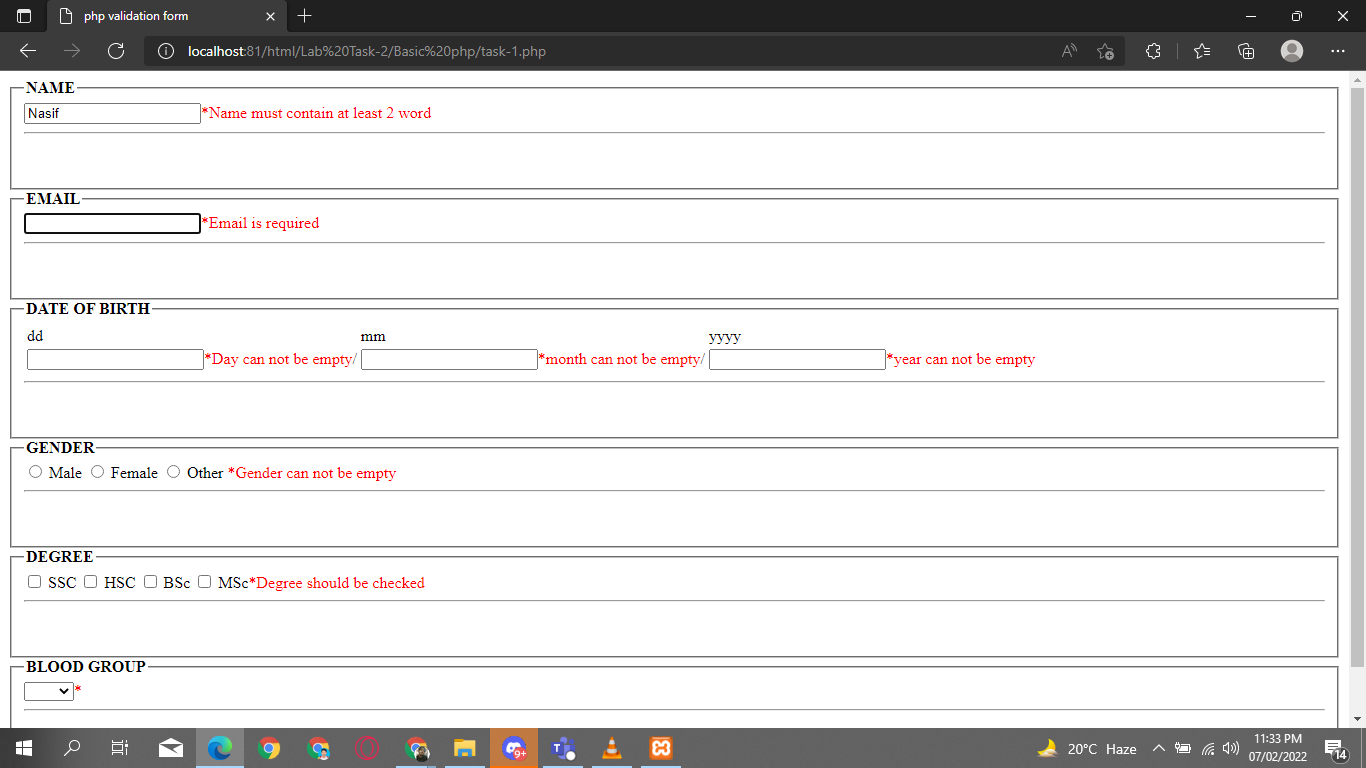 php validation form
localhost:81/html/Lab%20Task-2/Basic%20php/task-1.php
NAME
Nasif *Name must contain at least 2 word
EMAIL
*Email is required
DATE OF BIRTH
dd mm yyyy
*Day can not be empty/ *month can not be empty/ *year can not be empty
GENDER
Male Female Other *Gender can not be empty
DEGREE
SSC HSC BSc MSc*Degree should be checked
BLOOD GROUP
*
9+ 20°C Haze 11:33 PM
07/02/2022 14